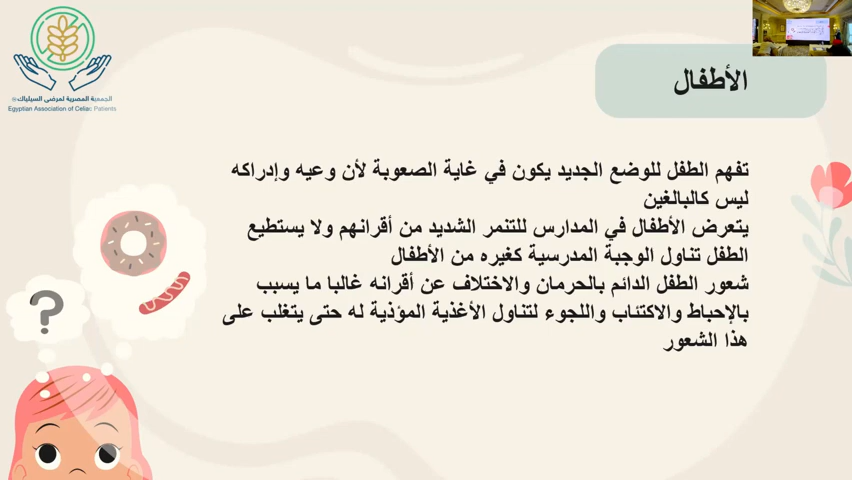 الجمعية المصرية لمرضى السيلياك
Egyptian Association of Celiac Patients
الأطفال
تفهم الطفل للوضع الجديد يكون في غاية الصعوبة لأن وعيه وإدراكه
ليس كالبالغين
يتعرض الأطفال في المدارس للتنمر الشديد من أقرانهم ولا يستطيع
الطفل تناول الوجبة المدرسية كغيره من الأطفال
شعور الطفل الدائم بالحرمان والاختلاف عن أقرانه غالبا ما يسبب
بالإحباط والاكتئاب واللجوء لتناول الأغذية المؤذية له حتى يتغلب على
هذا الشعور
?